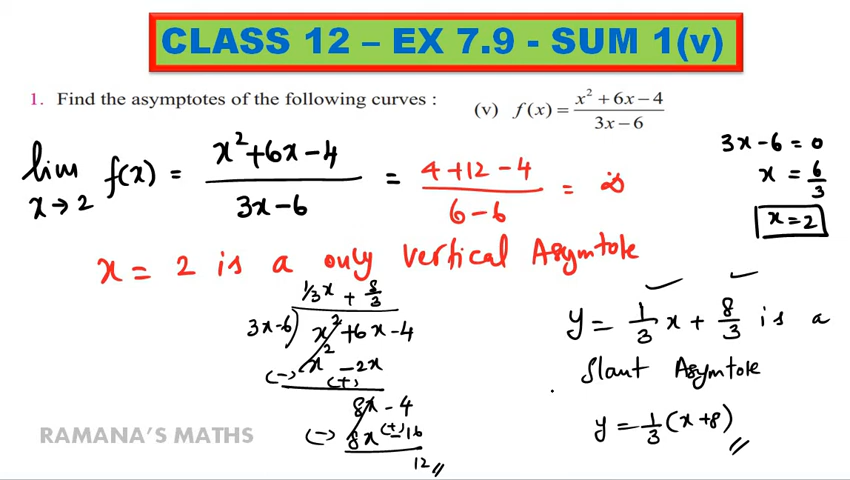 CLASS 12 – EX 7.9 - SUM 1(v)
1. Find the asymptotes of the following curves : (v) f(x) = (x² + 6x − 4)/(3x − 6)
3x − 6 = 0
x = 6/3
x = 2
lim x→2 f(x) = (x² + 6x − 4)/(3x − 6) = (4 + 12 − 4)/(6 − 6) = ∞
x = 2 is a only vertical Asymtole
1/3 x + 8/3
3x−6) x² + 6x − 4
x² − 2x
(−) (+)
8x − 4
(−) 8x (+) − 16
12 //
y = 1/3 x + 8/3 is a
Slant Asymtole
y = 1/3 (x + 8) //
RAMANA'S MATHS